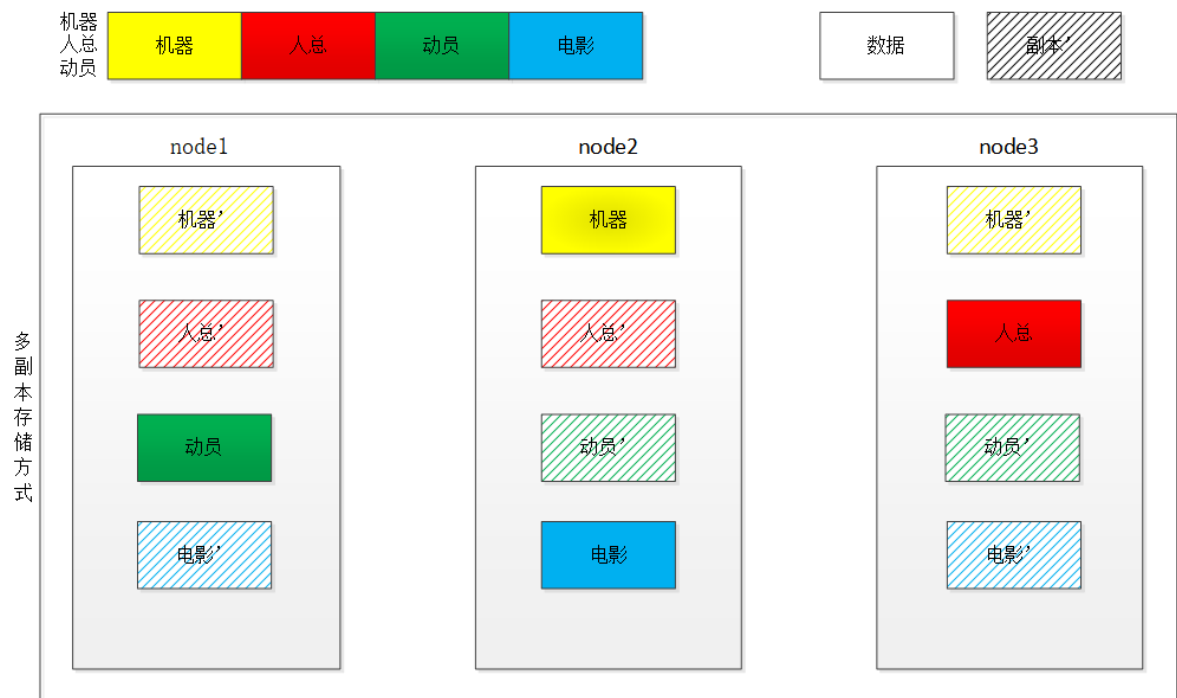 机器
人总
动员
机器
人总
动员
电影
数据
副本’
node1
node2
node3
机器’
机器
机器’
人总’
人总’
人总
多副本存储方式
动员
动员’
动员’
电影’
电影
电影’